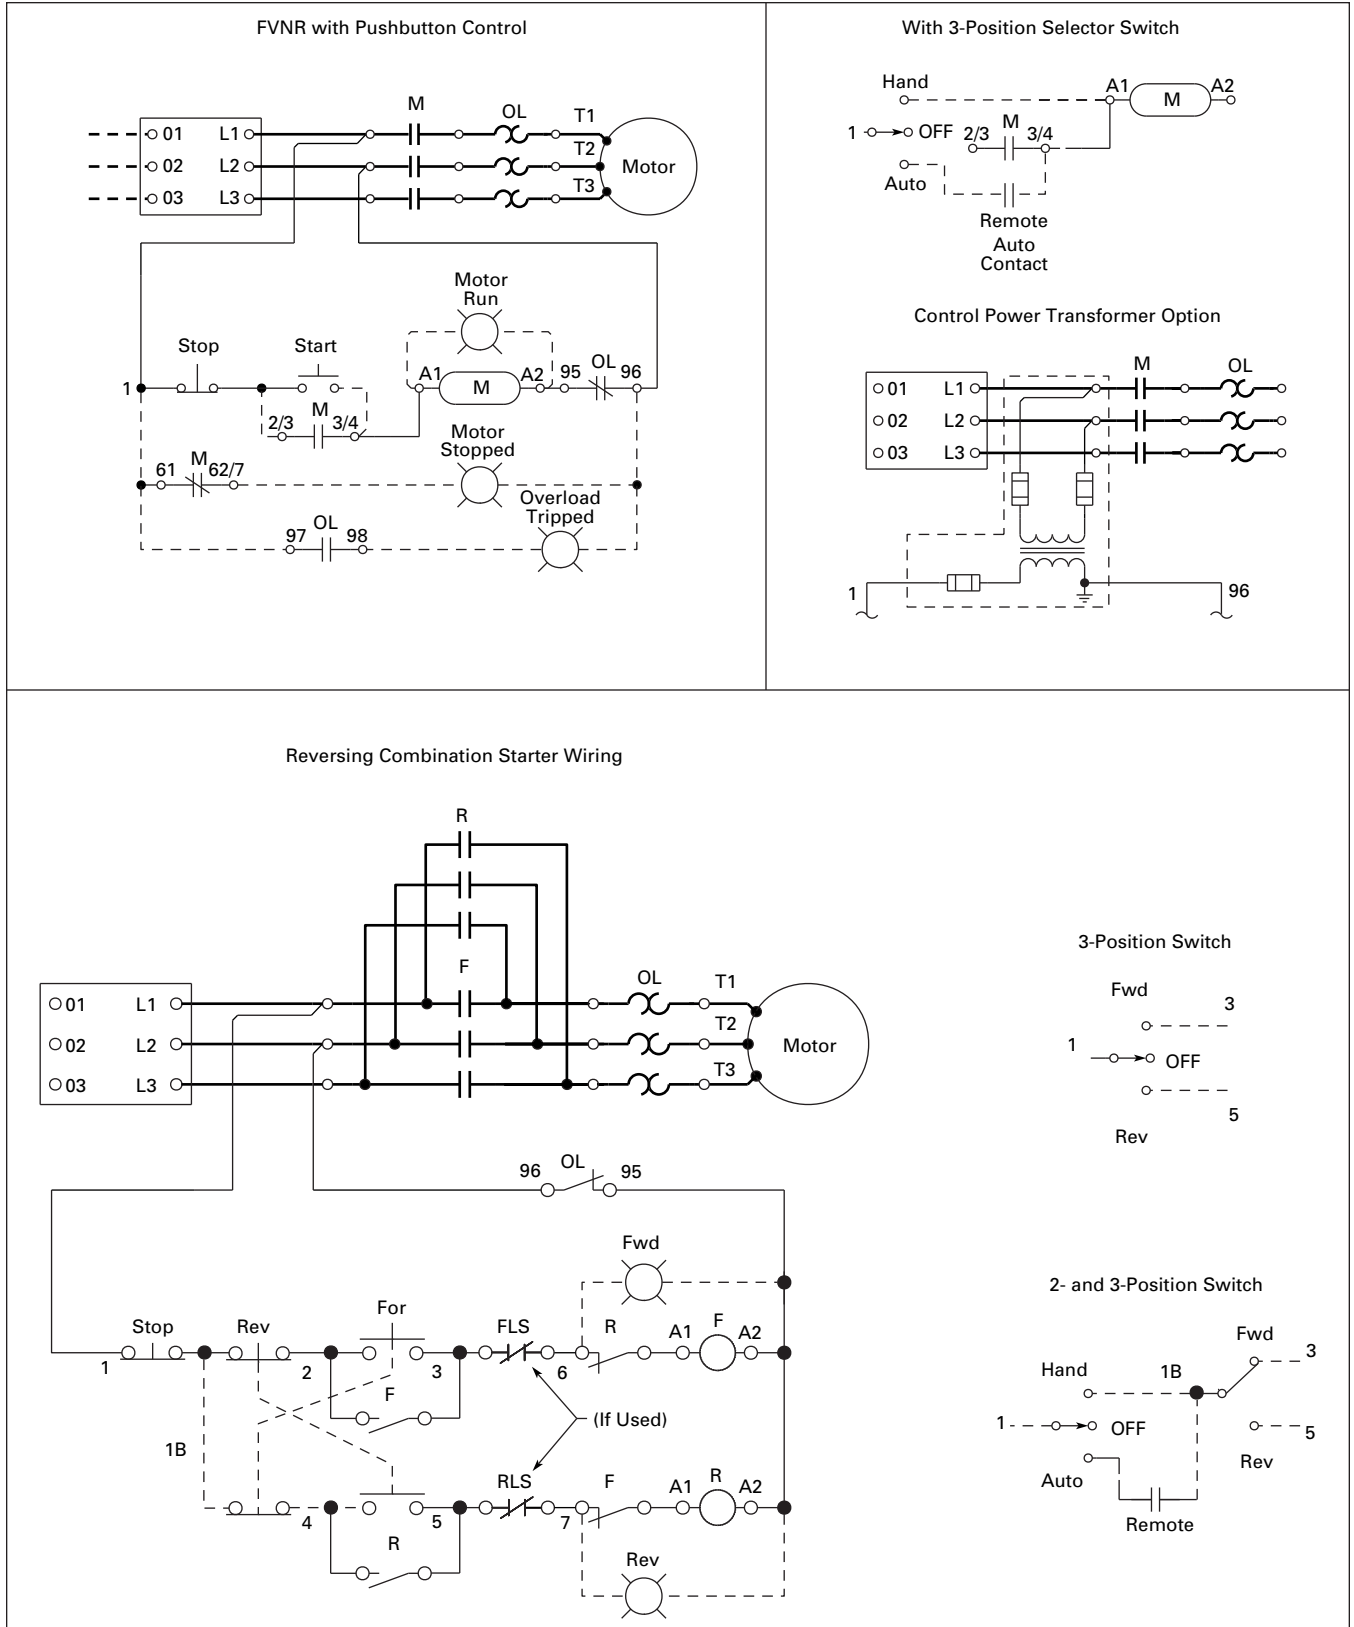 FVNR with Pushbutton Control
M
OL
T1
01 L1
T2
02 L2
Motor
T3
03 L3
Motor
Run
Stop
Start
A1
M
A2
95
OL
96
1
2/3
M
3/4
Motor
Stopped
61
M
62/7
Overload
Tripped
97
OL
98
With 3-Position Selector Switch
Hand
A1
M
A2
1
OFF
2/3
M
3/4
Auto
Remote
Auto
Contact
Control Power Transformer Option
M
OL
01 L1
02 L2
03 L3
1
96
Reversing Combination Starter Wiring
R
F
OL
T1
01 L1
T2
02 L2
Motor
T3
03 L3
96
OL
95
Fwd
Stop
Rev
For
FLS
R
A1
F
A2
1
2
3
6
F
(If Used)
1B
RLS
F
A1
R
A2
4
5
7
R
Rev
3-Position Switch
Fwd
3
1
OFF
5
Rev
2- and 3-Position Switch
Fwd
3
Hand
1B
1
OFF
5
Rev
Auto
Remote